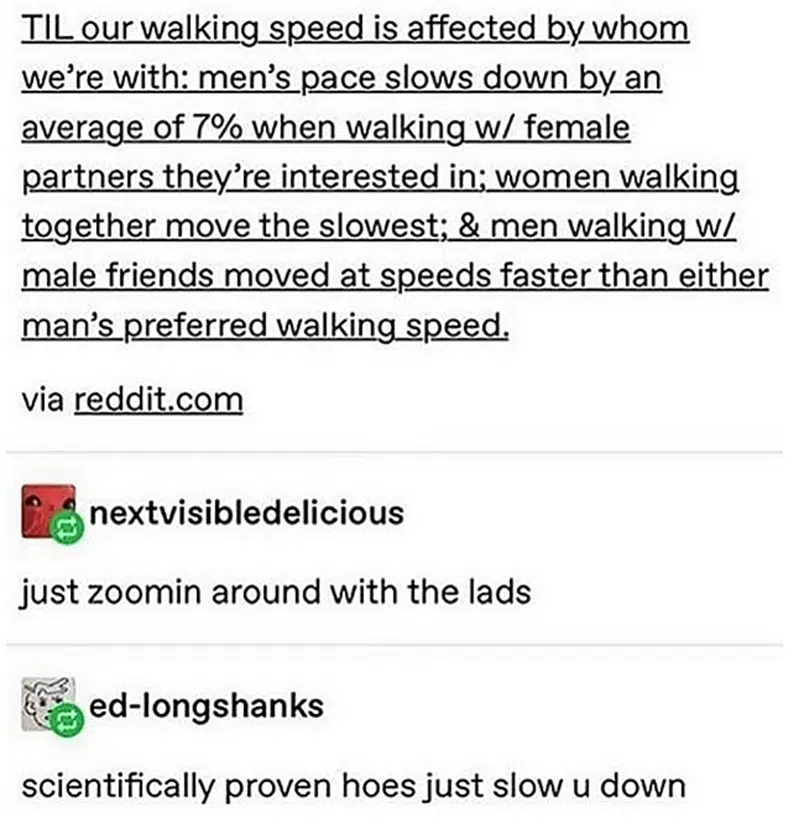 TIL our walking speed is affected by whom
we're with: men's pace slows down by an
average of 7% when walking w/ female
partners they're interested in; women walking
together move the slowest; & men walking w/
male friends moved at speeds faster than either
man's preferred walking speed.
via reddit.com
nextvisibledelicious
just zoomin around with the lads
ed-longshanks
scientifically proven hoes just slow u down